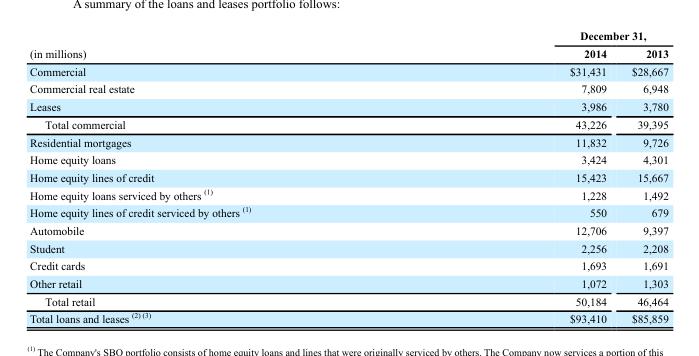 A summary of the loans and leases portfolio follows:
December 31,
(in millions) 2014 2013
Commercial $31,431 $28,667
Commercial real estate 7,809 6,948
Leases 3,986 3,780
Total commercial 43,226 39,395
Residential mortgages 11,832 9,726
Home equity loans 3,424 4,301
Home equity lines of credit 15,423 15,667
Home equity loans serviced by others (1) 1,228 1,492
Home equity lines of credit serviced by others (1) 550 679
Automobile 12,706 9,397
Student 2,256 2,208
Credit cards 1,693 1,691
Other retail 1,072 1,303
Total retail 50,184 46,464
Total loans and leases (2) (3) $93,410 $85,859
(1) The Company's SBO portfolio consists of home equity loans and lines that were originally serviced by others. The Company now services a portion of this